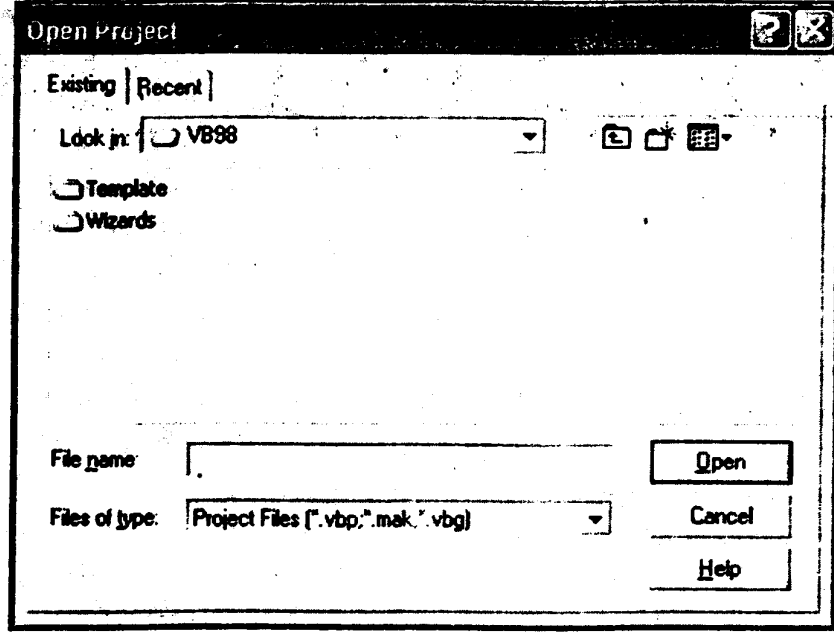 Open Project
Existing Recent
Look in: VB98
Template
Wizards
File name
Open
Files of type: Project Files (*.vbp;*.mak,*.vbg)
Cancel
Help